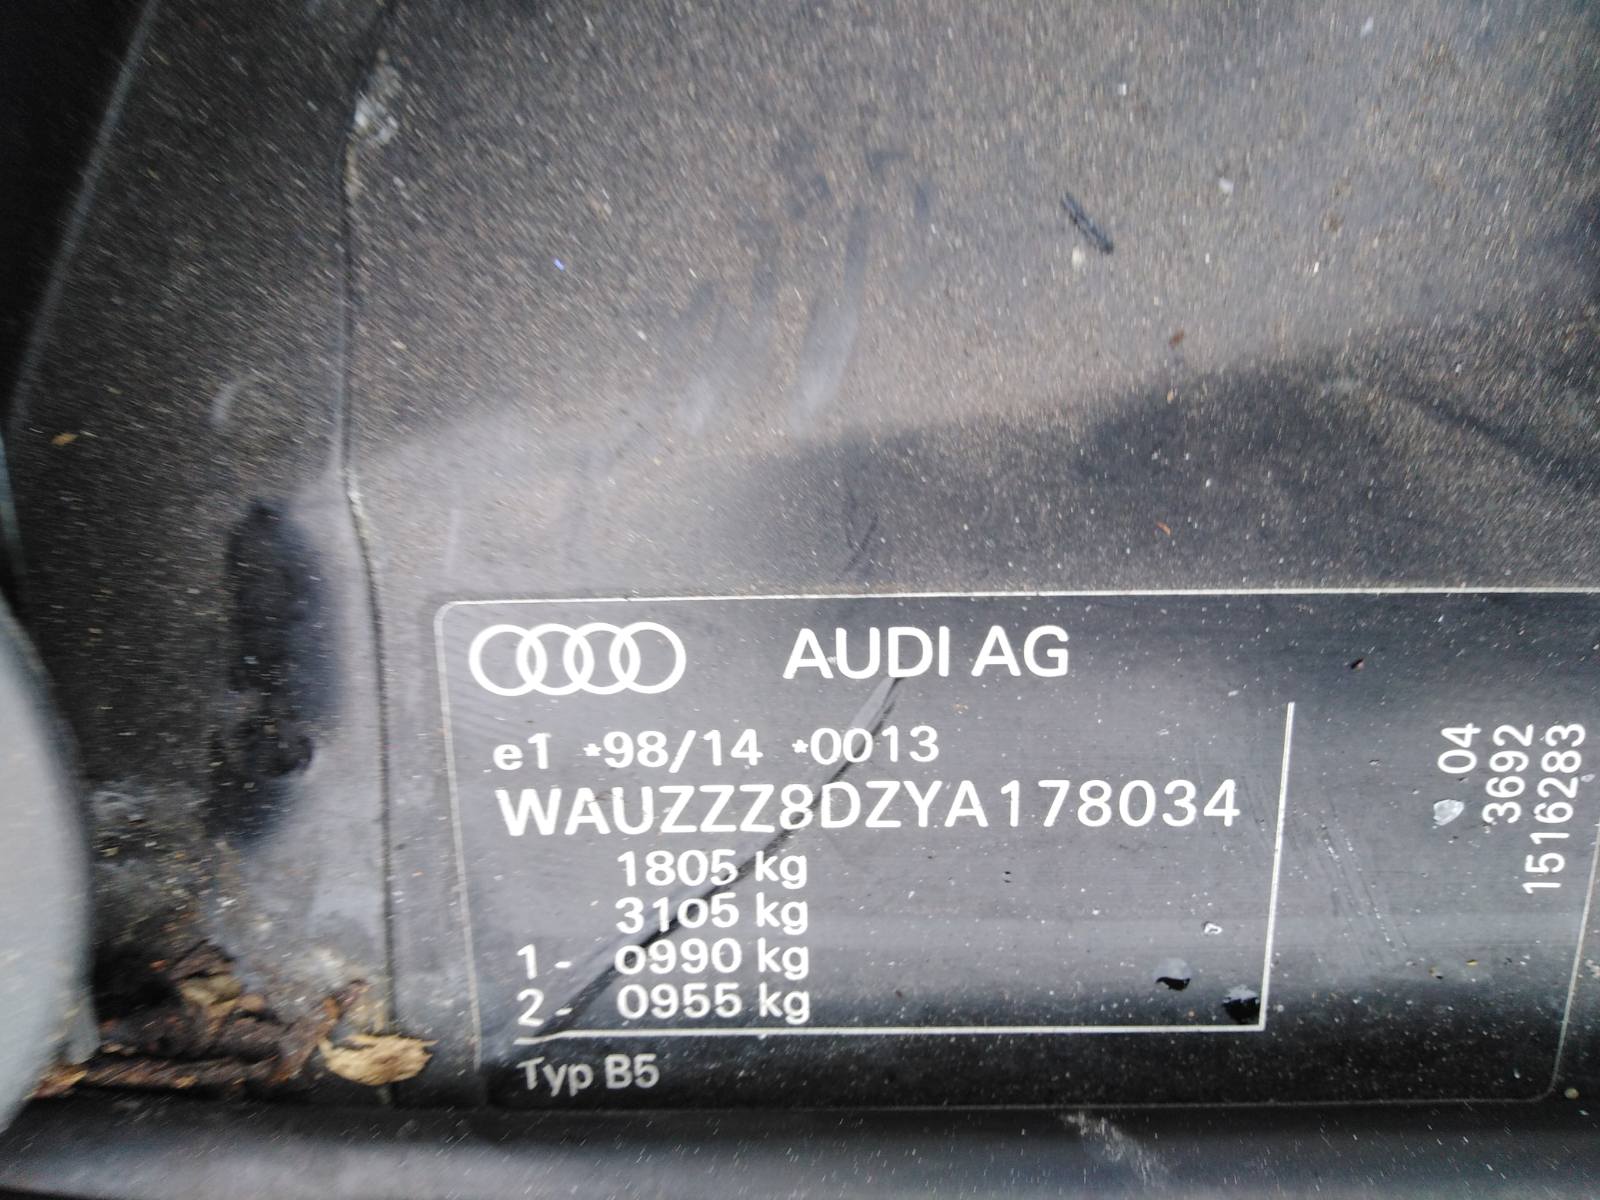 AUDI AG
e1 *98/14 *0013
WAUZZZ8DZYA178034
1805 kg
3105 kg
1- 0990 kg
2- 0955 kg
Typ B5
04
3692
1516283